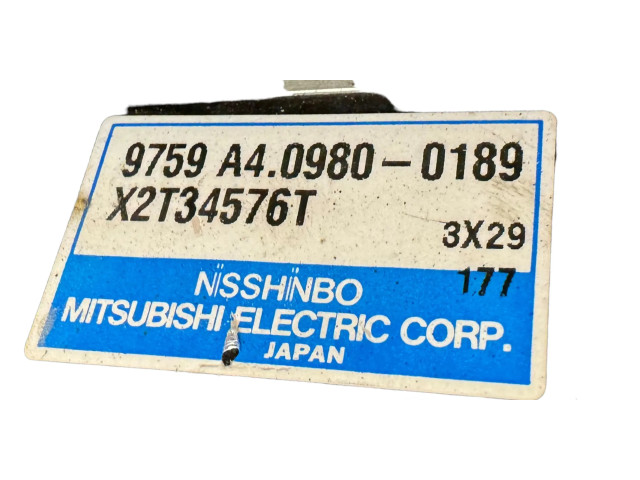 9759 A4.0980-0189
X2T34576T
3X29
177
NISSHINBO
MITSUBISHI ELECTRIC CORP.
JAPAN